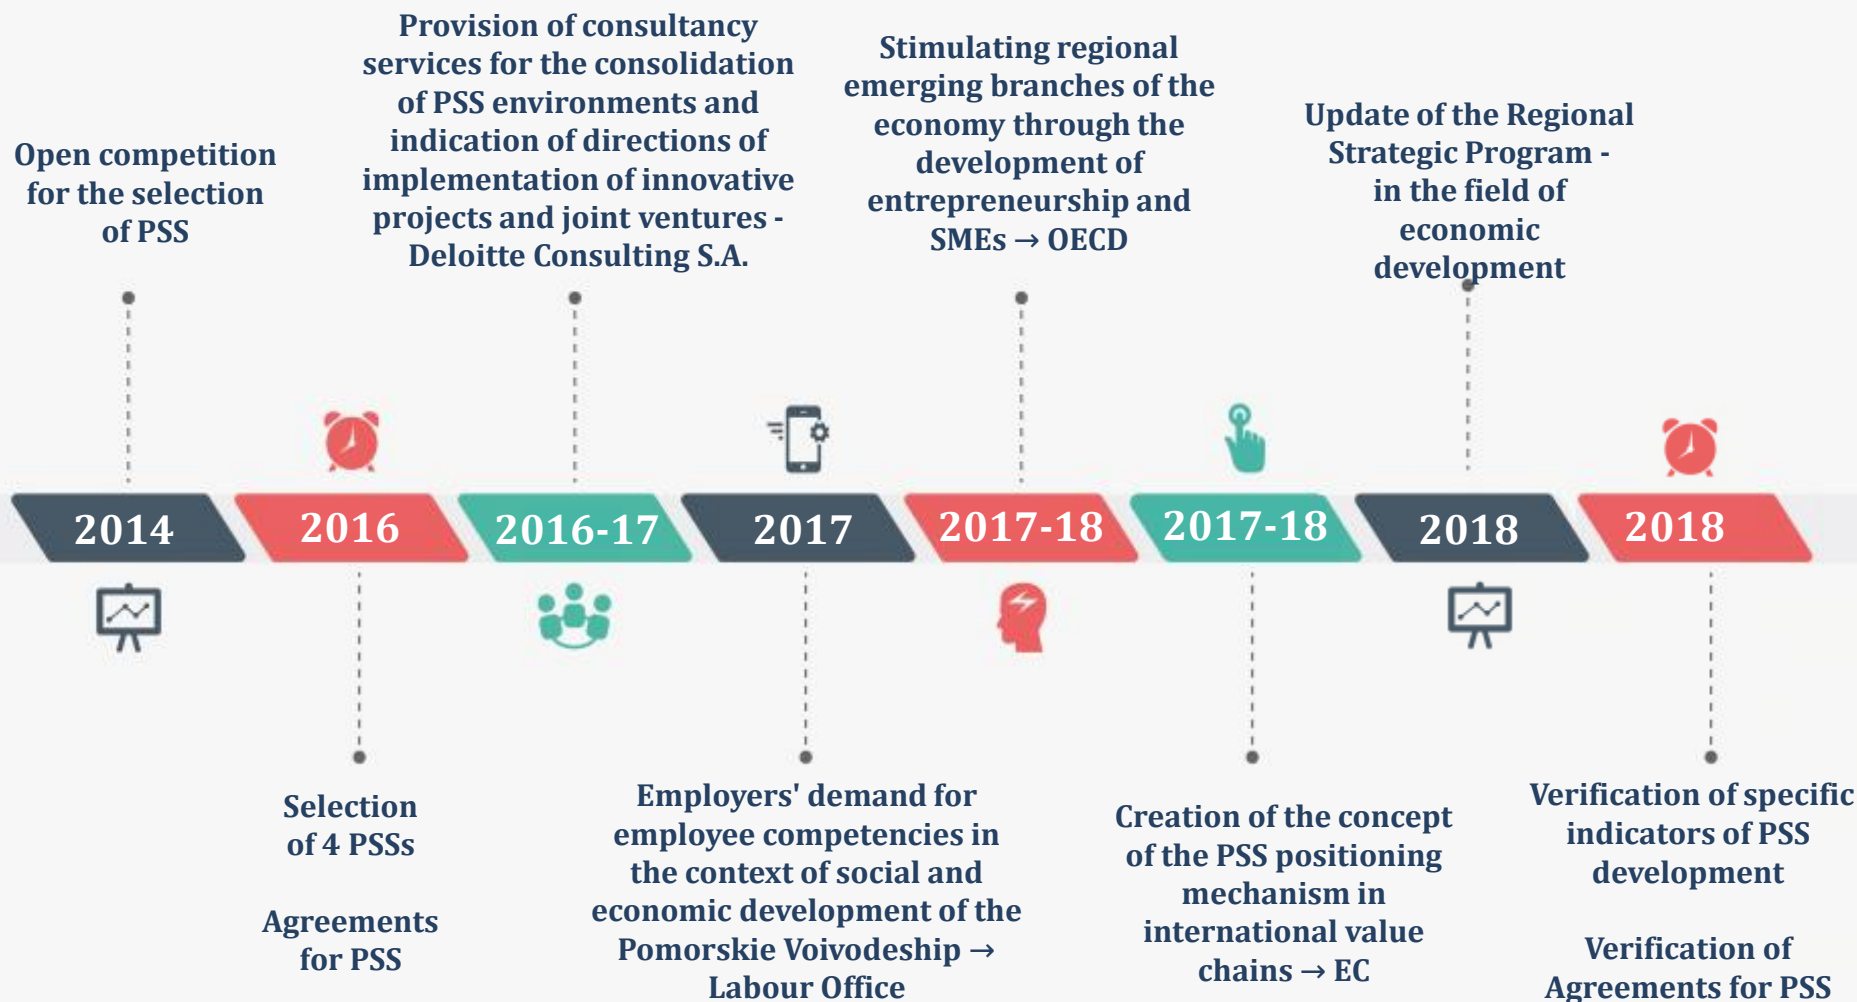 Open competition
for the selection
of PSS
Provision of consultancy
services for the consolidation
of PSS environments and
indication of directions of
implementation of innovative
projects and joint ventures -
Deloitte Consulting S.A.
Stimulating regional
emerging branches of the
economy through the
development of
entrepreneurship and
SMEs → OECD
Update of the Regional
Strategic Program -
in the field of
economic
development
2014
2016
2016-17
2017
2017-18
2017-18
2018
2018
Selection
of 4 PSSs
Agreements
for PSS
Employers' demand for
employee competencies in
the context of social and
economic development of the
Pomorskie Voivodeship →
Labour Office
Creation of the concept
of the PSS positioning
mechanism in
international value
chains → EC
Verification of specific
indicators of PSS
development
Verification of
Agreements for PSS